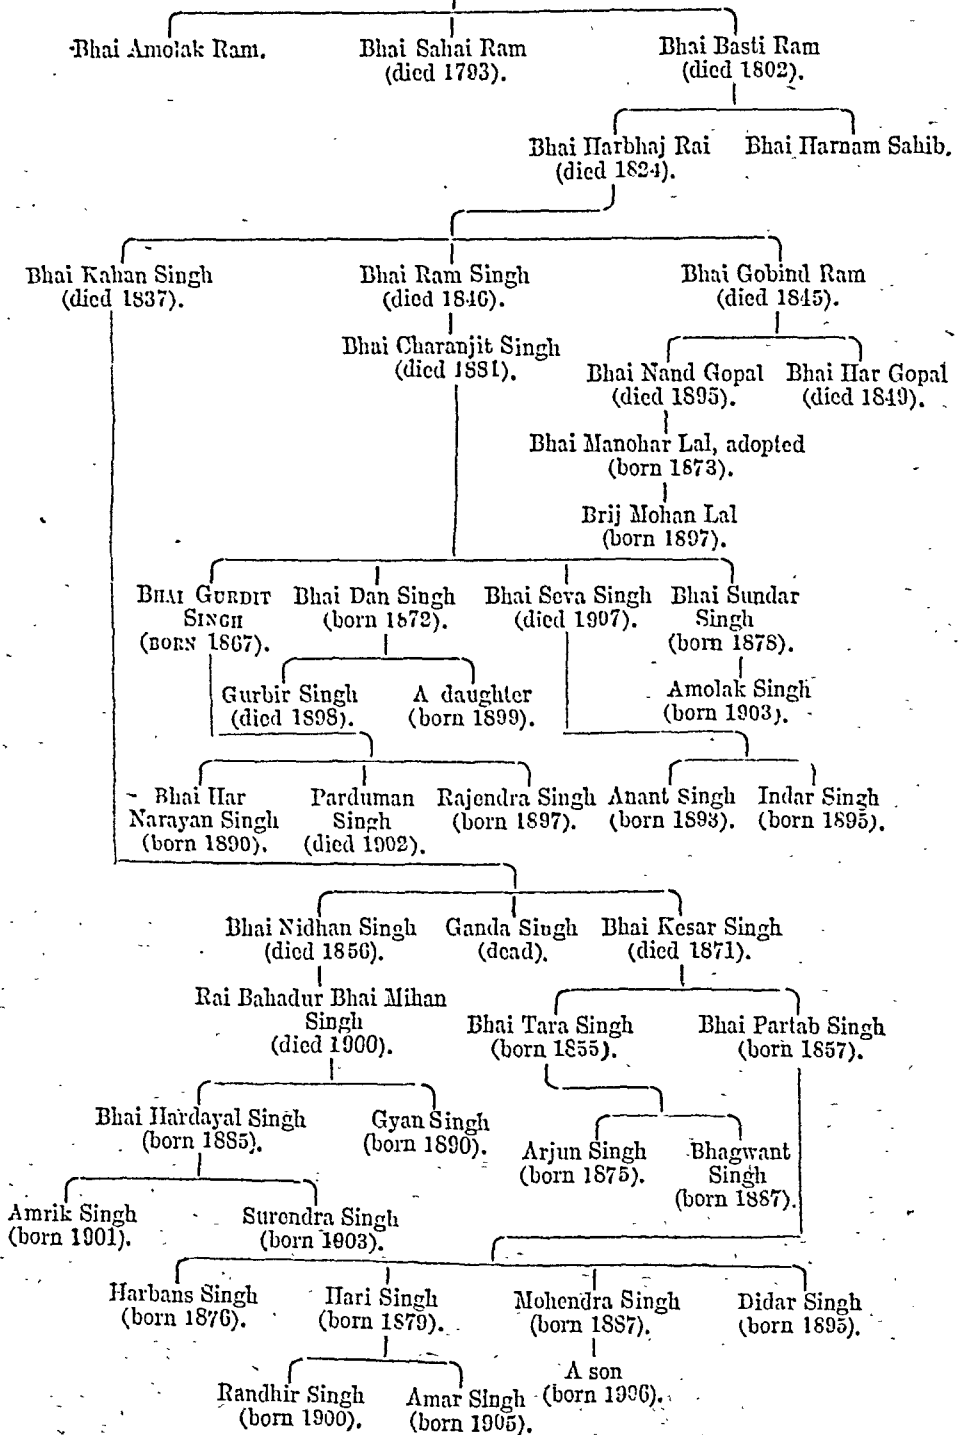 Bhai Amolak Ram.
Bhai Sahai Ram
(died 1793).
Bhai Basti Ram
(died 1802).
Bhai Harbhaj Rai
(died 1824).
Bhai Harnam Sahib.
Bhai Kahan Singh
(died 1837).
Bhai Ram Singh
(died 1846).
Bhai Gobind Ram
(died 1845).
Bhai Charanjit Singh
(died 1881).
Bhai Nand Gopal
(died 1895).
Bhai Har Gopal
(died 1849).
Bhai Manohar Lal, adopted
(born 1873).
Brij Mohan Lal
(born 1897).
BHAI GURDIT
SINGH
(BORN 1867).
Bhai Dan Singh
(born 1872).
Bhai Seva Singh
(died 1907).
Bhai Sundar
Singh
(born 1878).
Gurbir Singh
(died 1898).
A daughter
(born 1899).
Amolak Singh
(born 1903).
Bhai Har
Narayan Singh
(born 1890).
Parduman
Singh
(died 1902).
Rajendra Singh
(born 1897).
Anant Singh
(born 1893).
Indar Singh
(born 1895).
Bhai Nidhan Singh
(died 1856).
Ganda Singh
(dead).
Bhai Kesar Singh
(died 1871).
Rai Bahadur Bhai Mihan
Singh
(died 1900).
Bhai Tara Singh
(born 1855).
Bhai Partab Singh
(born 1857).
Bhai Hardayal Singh
(born 1885).
Gyan Singh
(born 1890).
Arjun Singh
(born 1875).
Bhagwant
Singh
(born 1887).
Amrik Singh
(born 1901).
Surendra Singh
(born 1903).
Harbans Singh
(born 1876).
Hari Singh
(born 1879).
Mohendra Singh
(born 1887).
Didar Singh
(born 1895).
Randhir Singh
(born 1900).
Amar Singh
(born 1905).
A son
(born 1906).